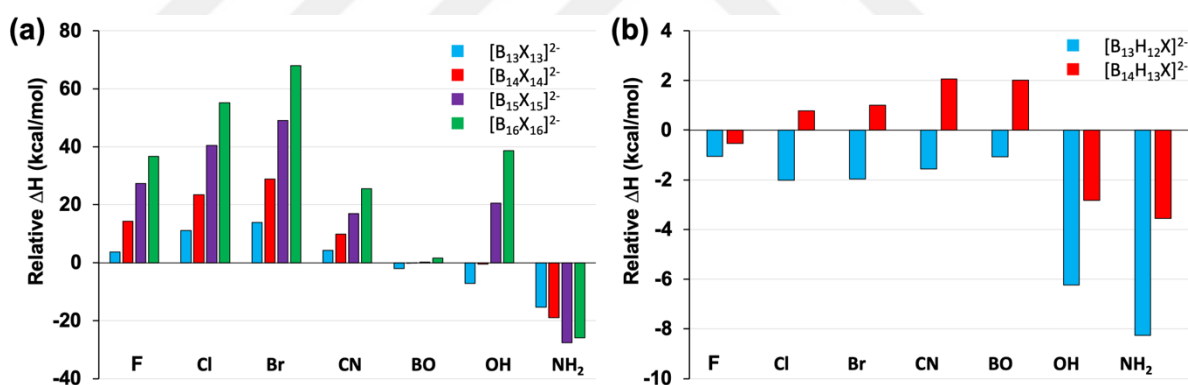 (a)
Relative ΔH (kcal/mol)
80
60
40
20
0
-20
-40
[B₁₃X₁₃]²⁻
[B₁₄X₁₄]²⁻
[B₁₅X₁₅]²⁻
[B₁₆X₁₆]²⁻
F Cl Br CN BO OH NH₂
(b)
Relative ΔH (kcal/mol)
4
2
0
-2
-4
-6
-8
-10
[B₁₃H₁₂X]²⁻
[B₁₄H₁₃X]²⁻
F Cl Br CN BO OH NH₂